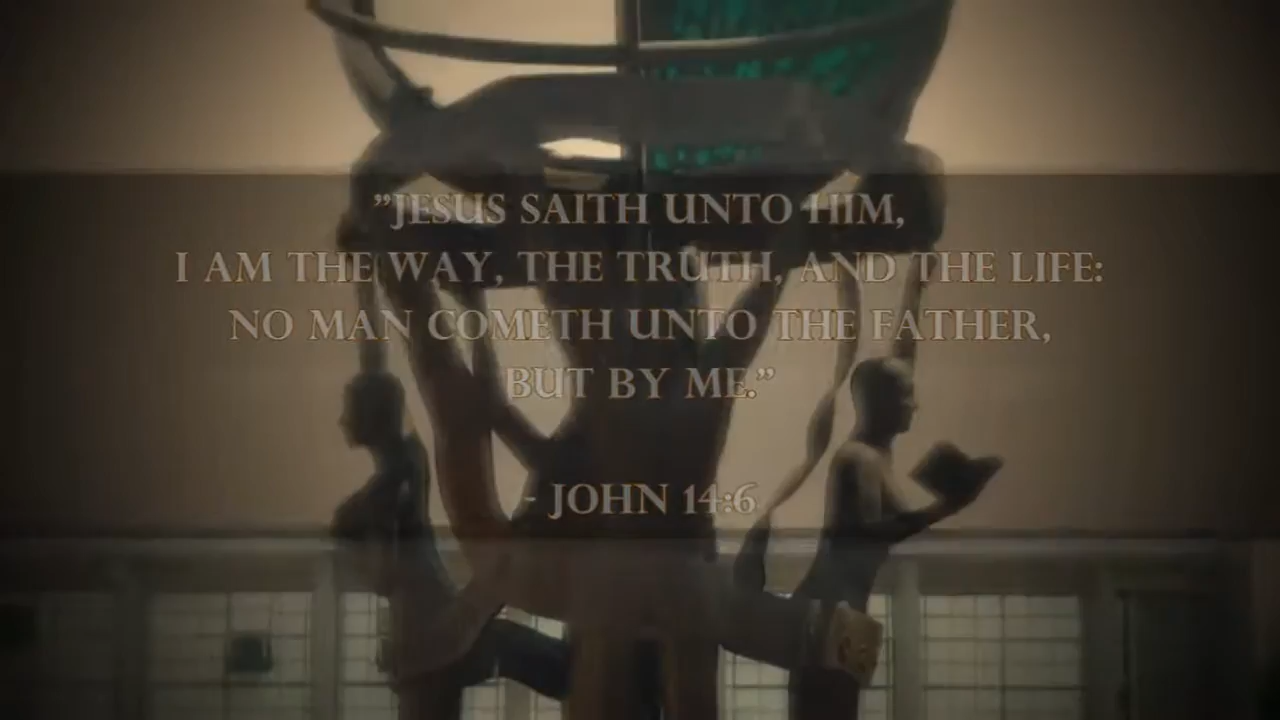 ”JESUS SAITH UNTO HIM,
I AM THE WAY, THE TRUTH, AND THE LIFE:
NO MAN COMETH UNTO THE FATHER,
BUT BY ME.”
- JOHN 14:6